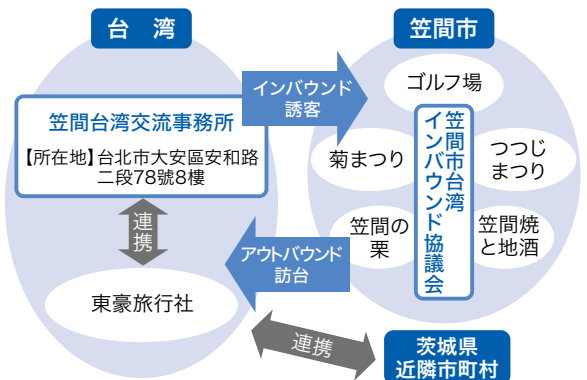 台 湾
笠間台湾交流事務所
【所在地】台北市大安區安和路
二段78號8樓
連携
東豪旅行社
インバウンド
誘客
アウトバウンド
訪台
連携
笠間市
ゴルフ場
菊まつり
つつじ
まつり
笠間の
栗
笠間焼
と地酒
笠間市台湾
インバウンド協議会
茨城県
近隣市町村